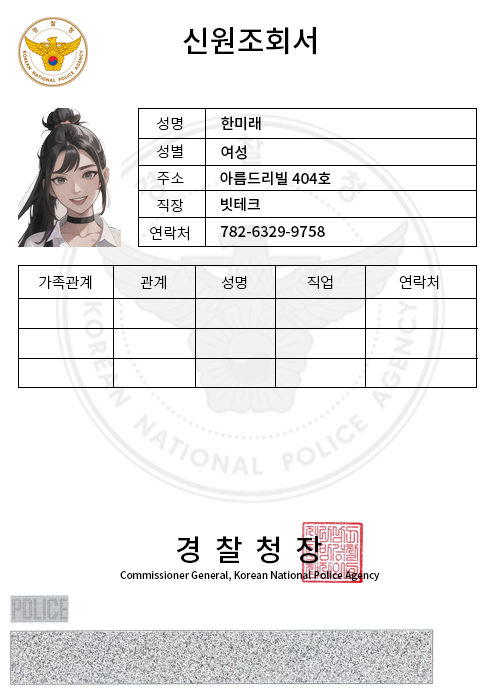 경찰청
KOREAN NATIONAL POLICE AGENCY
신원조회서
성명 한미래
성별 여성
주소 아름드리빌 404호
직장 빗테크
연락처 782-6329-9758
가족관계 관계 성명 직업 연락처
경찰청
KOREAN NATIONAL POLICE AGENCY
경찰청장
Commissioner General, Korean National Police Agency
POLICE